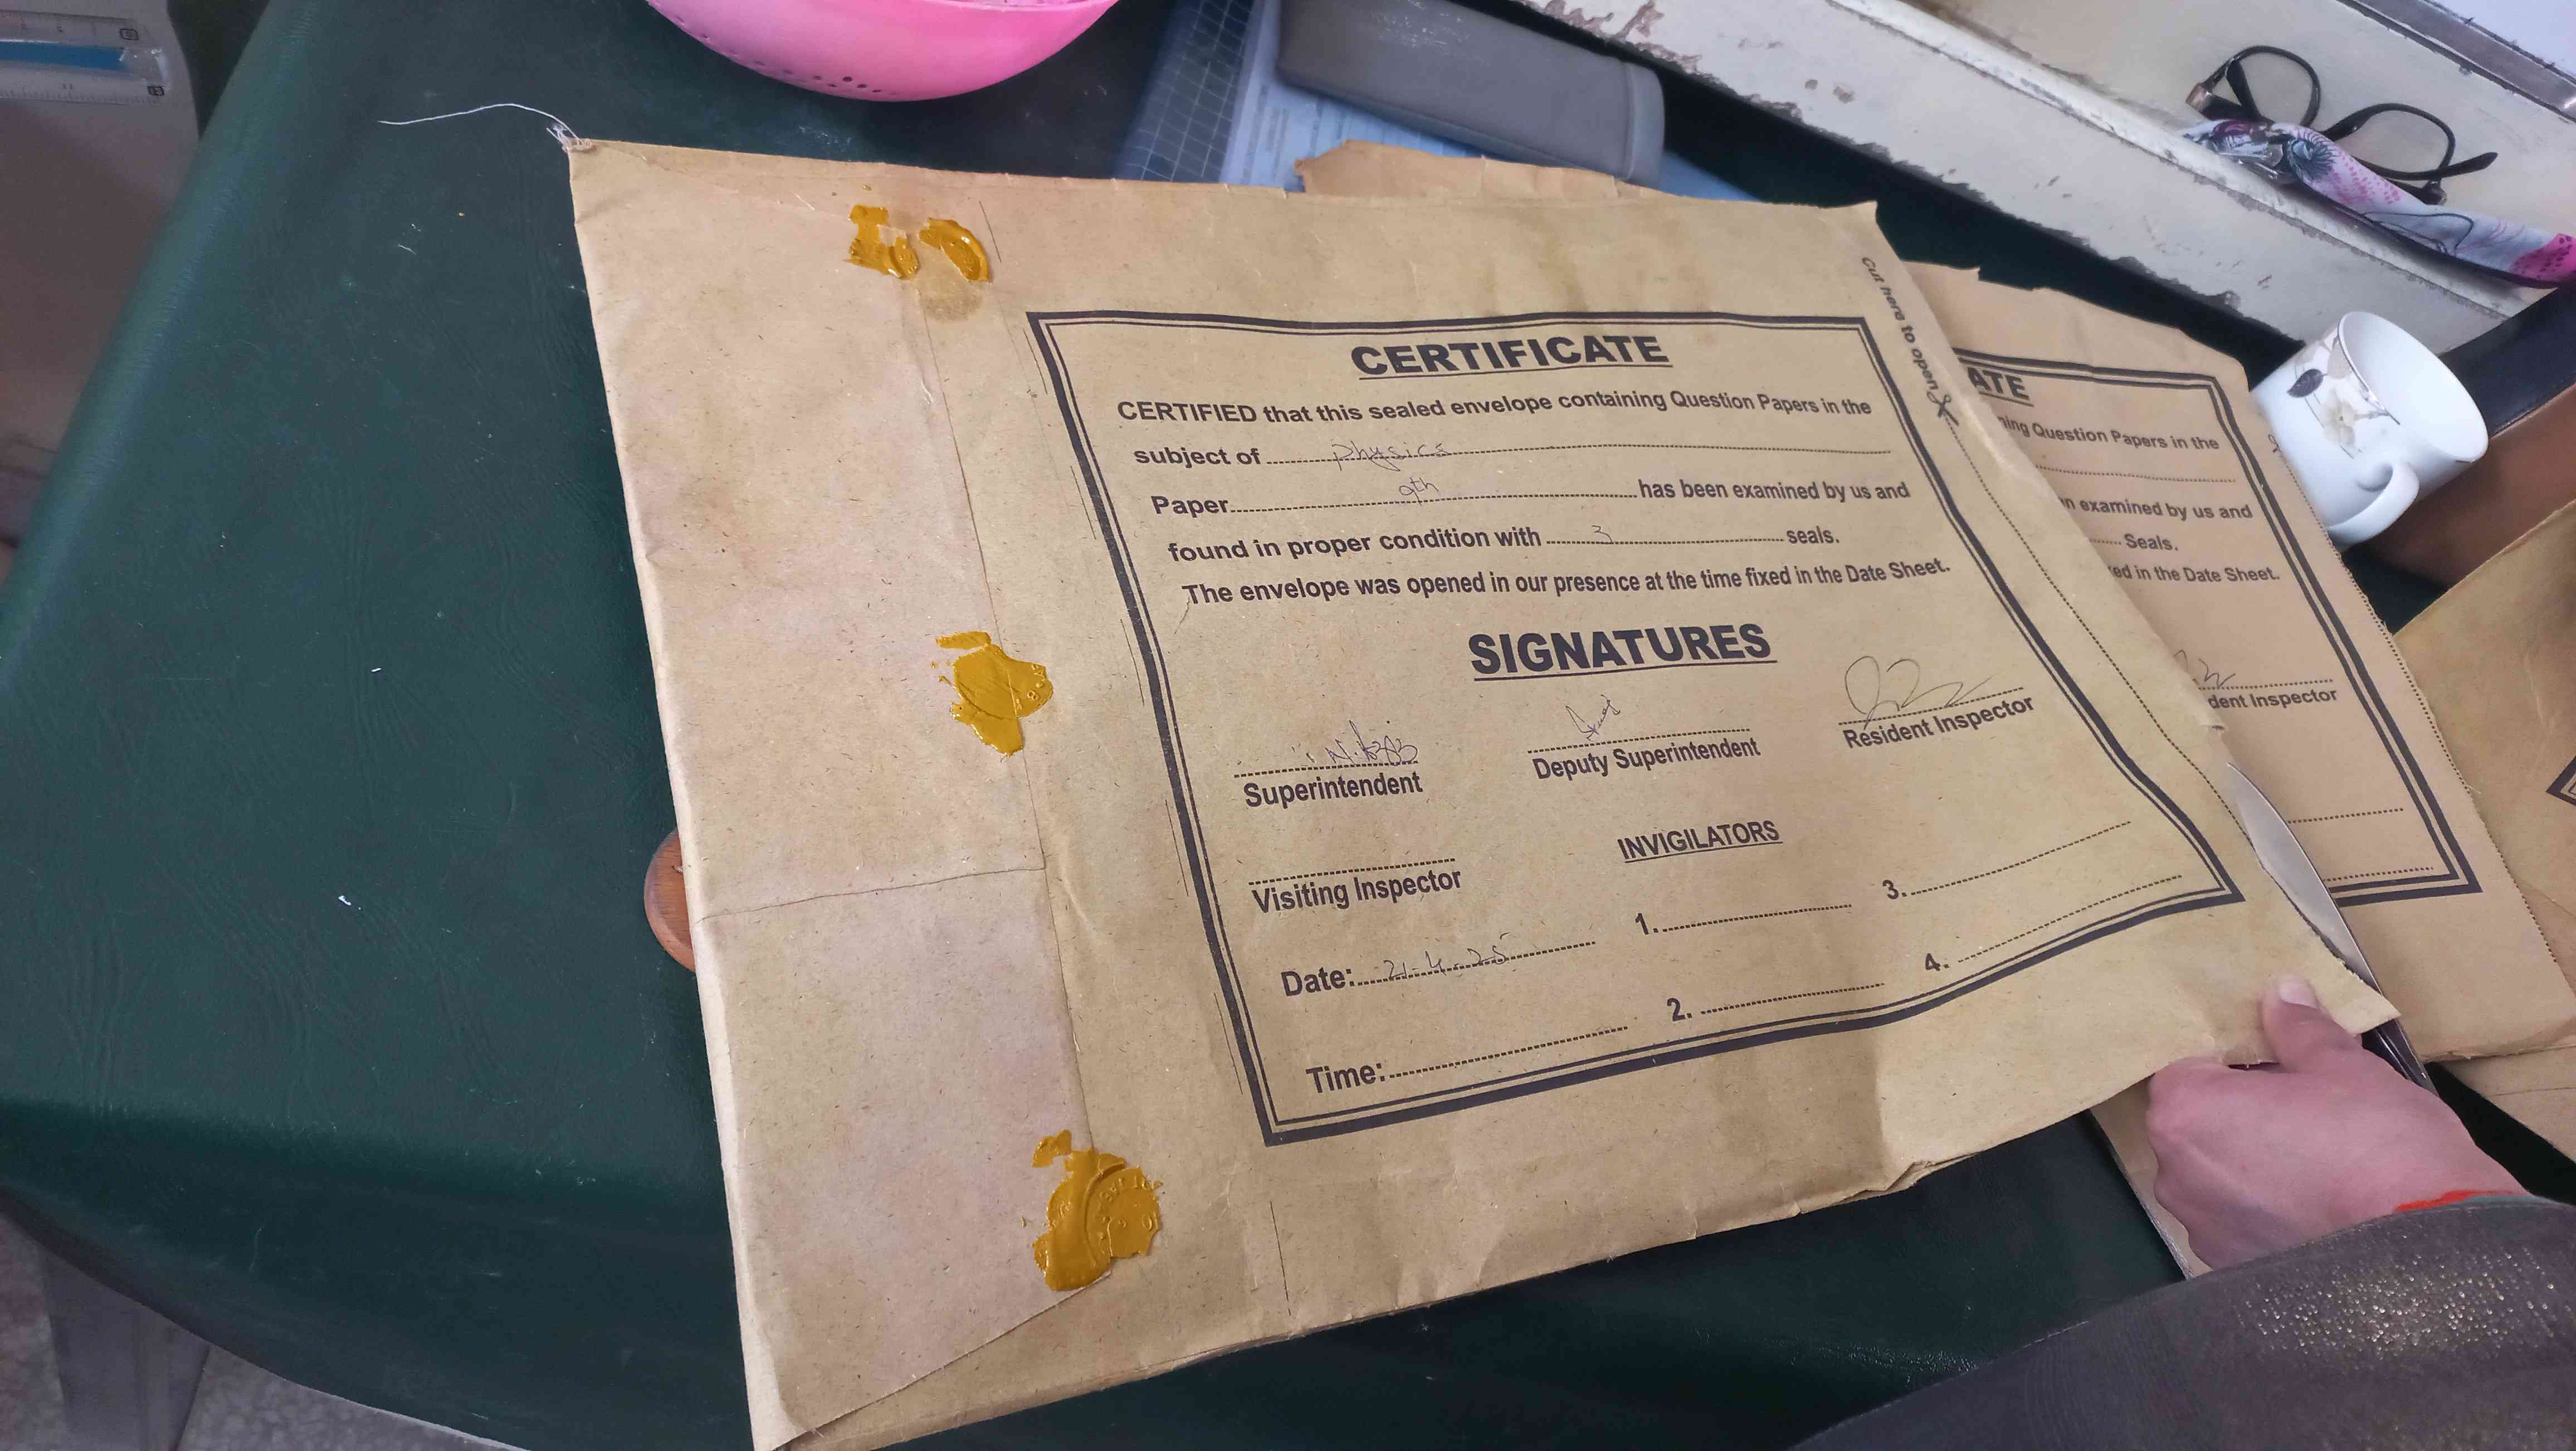 CERTIFICATE
CERTIFIED that this sealed envelope containing Question Papers in the
subject of Physics
Paper 9th has been examined by us and
found in proper condition with 3 seals.
The envelope was opened in our presence at the time fixed in the Date Sheet.
SIGNATURES
Superintendent
Deputy Superintendent
Resident Inspector
Visiting Inspector
INVIGILATORS
1.
2.
3.
4.
Date: 21-4-25
Time:
Cut here to open
ATE
ning Question Papers in the
n examined by us and
Seals.
ed in the Date Sheet.
dent Inspector